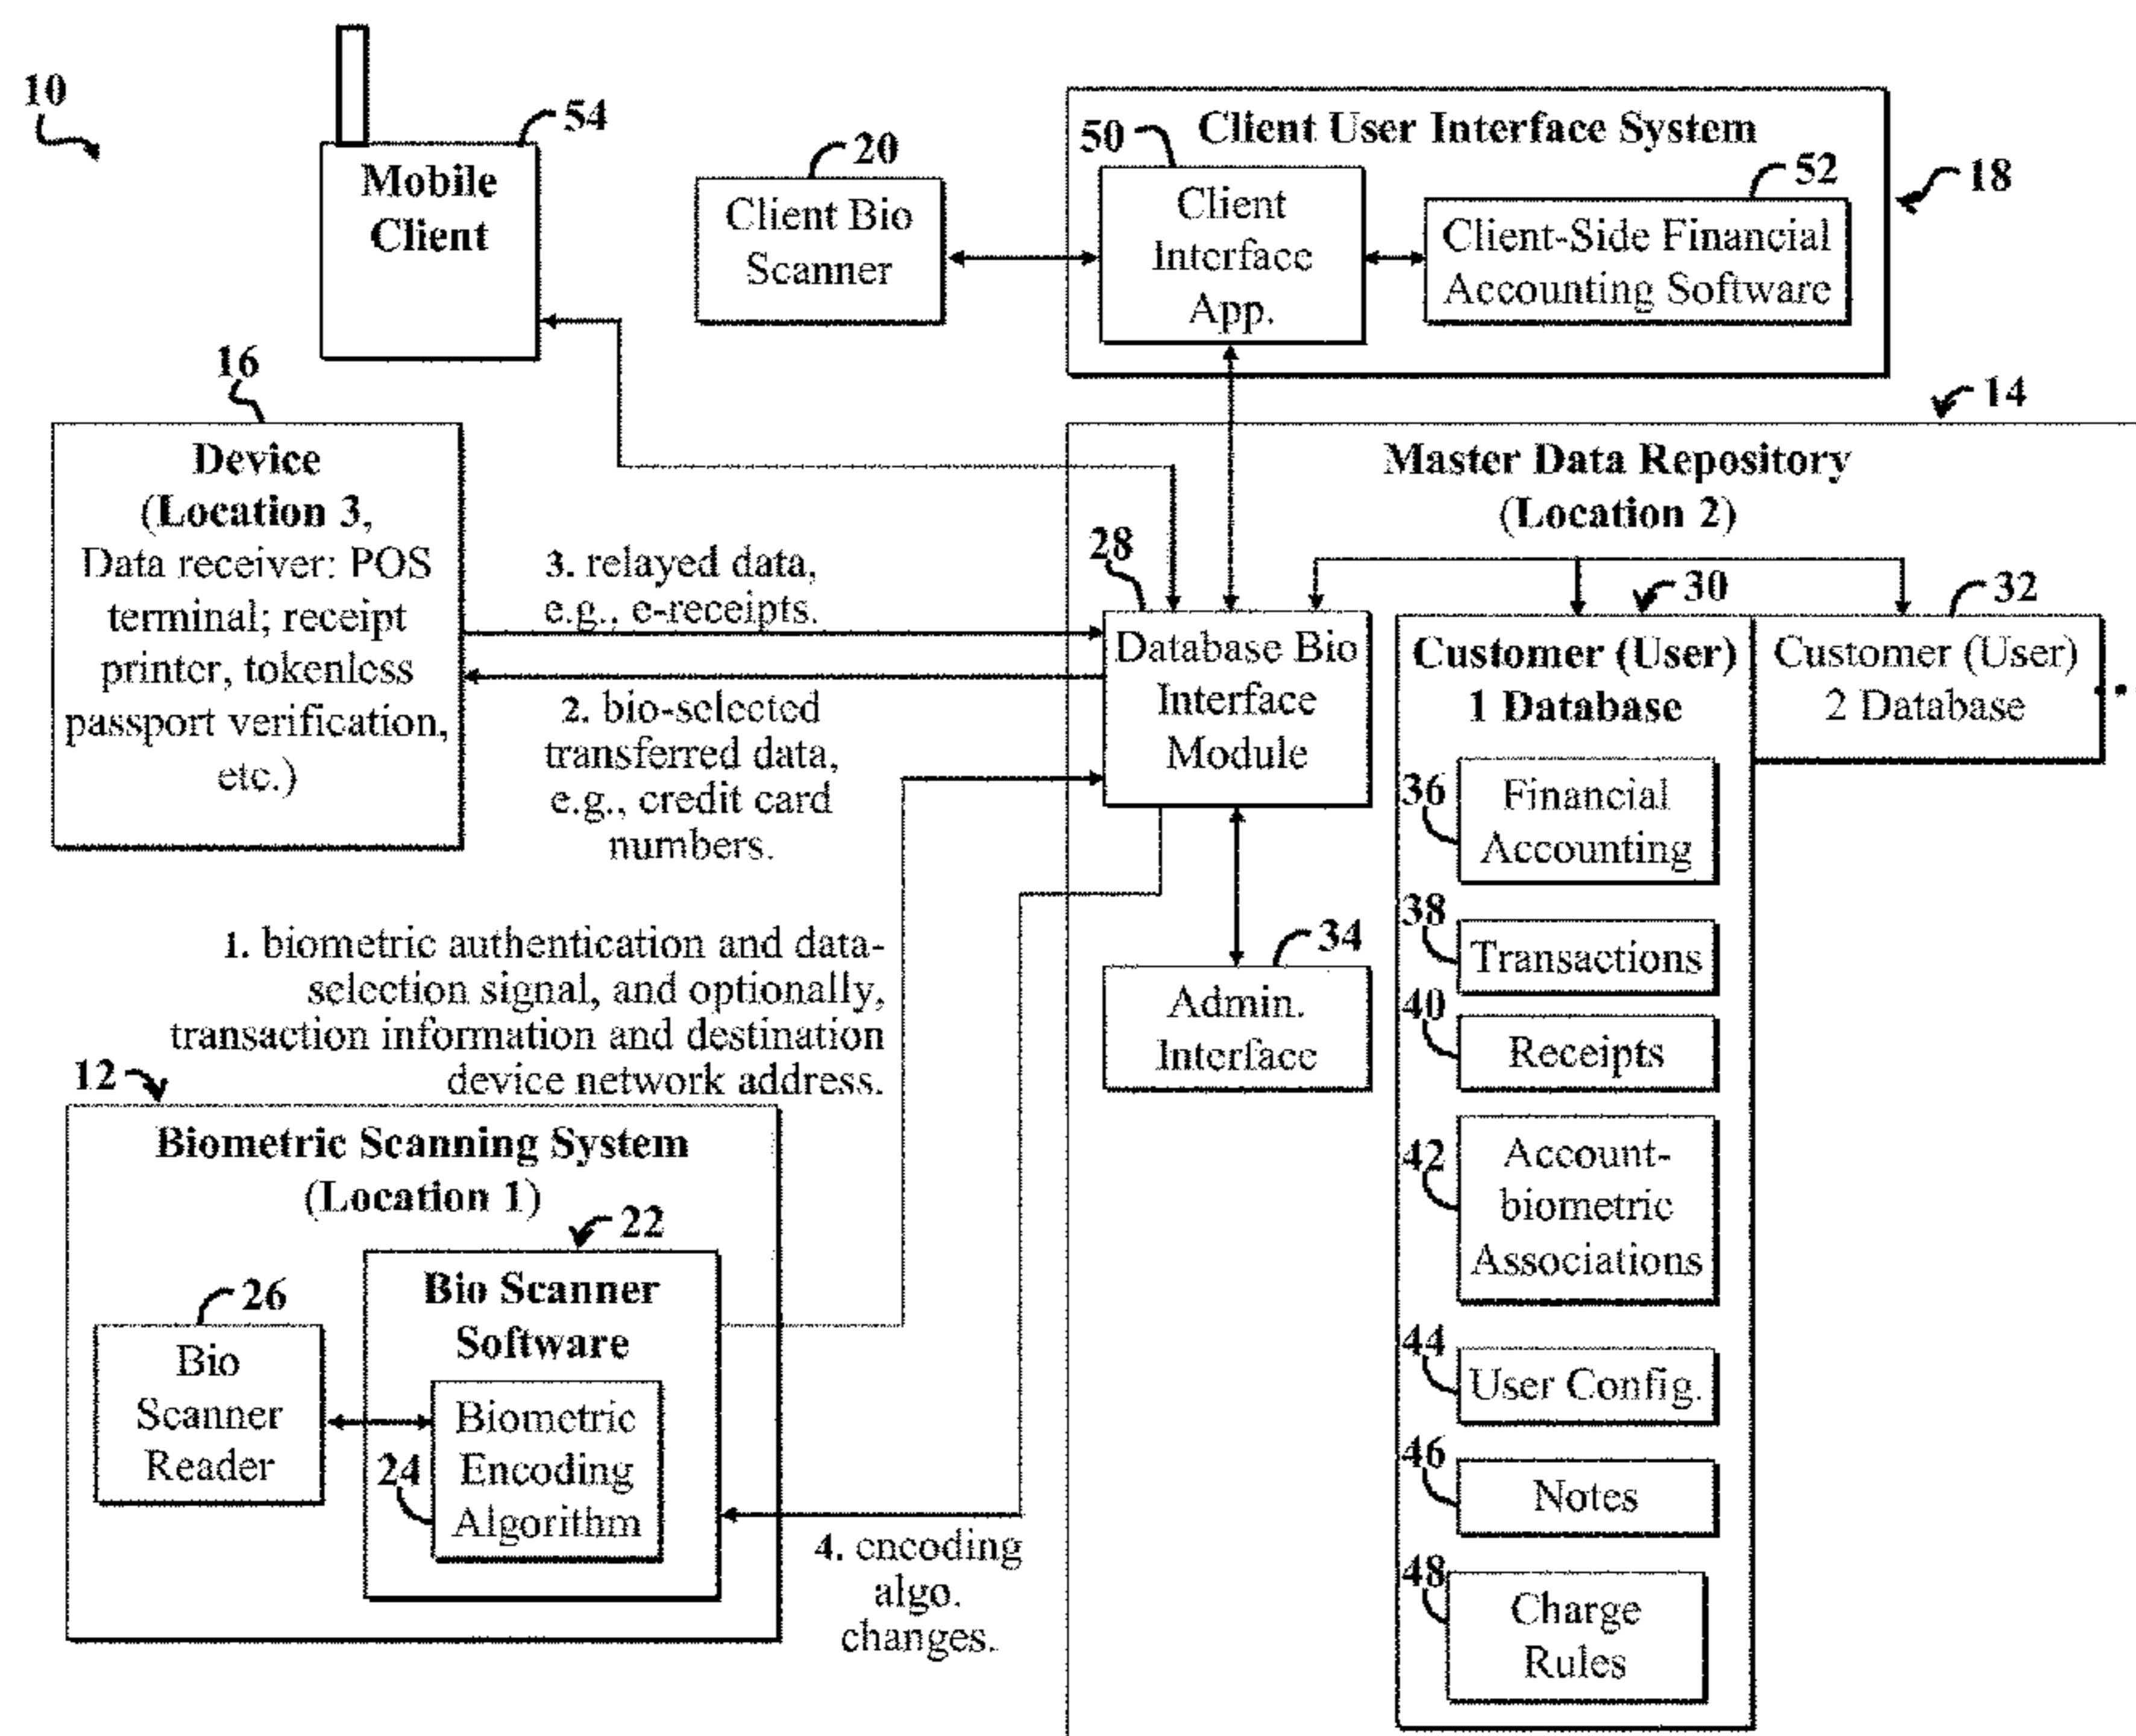 10
54
Mobile
Client
20
Client Bio
Scanner
Client User Interface System
50
Client
Interface
App.
52
Client-Side Financial
Accounting Software
18
16
Device
(Location 3,
Data receiver: POS
terminal; receipt
printer, tokenless
passport verification,
etc.)
3. relayed data,
e.g., e-receipts.
2. bio-selected
transferred data,
e.g., credit card
numbers.
14
Master Data Repository
(Location 2)
28
Database Bio
Interface
Module
30
Customer (User)
1 Database
32
Customer (User)
2 Database
...
36
Financial
Accounting
38
Transactions
40
Receipts
42
Account-
biometric
Associations
44
User Config.
46
Notes
48
Charge
Rules
34
Admin.
Interface
1. biometric authentication and data-
selection signal, and optionally,
transaction information and destination
device network address.
12
Biometric Scanning System
(Location 1)
22
Bio Scanner
Software
26
Bio
Scanner
Reader
24
Biometric
Encoding
Algorithm
4. encoding
algo.
changes.